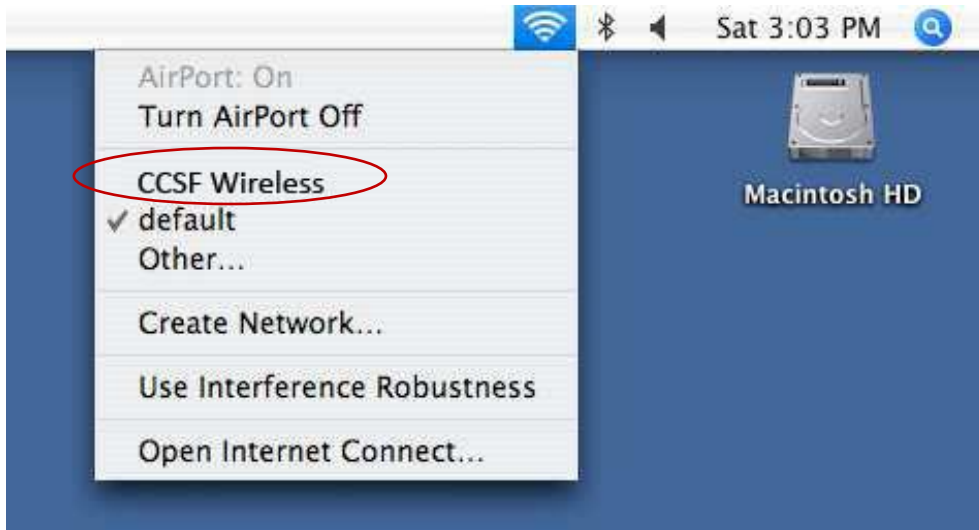 Sat 3:03 PM
AirPort: On
Turn AirPort Off
CCSF Wireless
✓ default
Other...
Create Network...
Use Interference Robustness
Open Internet Connect...
Macintosh HD